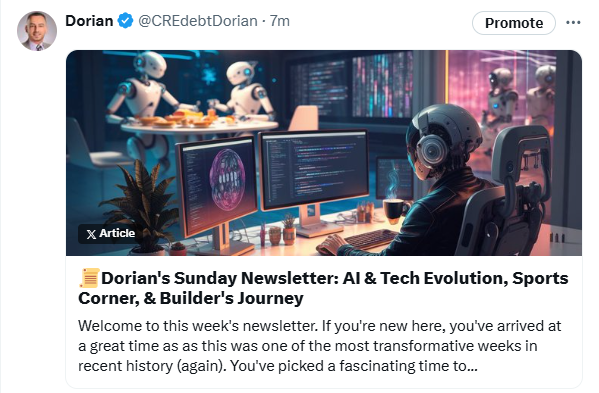 Dorian @CREdebtDorian · 7m
Promote
Article
📜Dorian's Sunday Newsletter: AI & Tech Evolution, Sports
Corner, & Builder's Journey
Welcome to this week's newsletter. If you're new here, you've arrived at
a great time as as this was one of the most transformative weeks in
recent history (again). You've picked a fascinating time to...